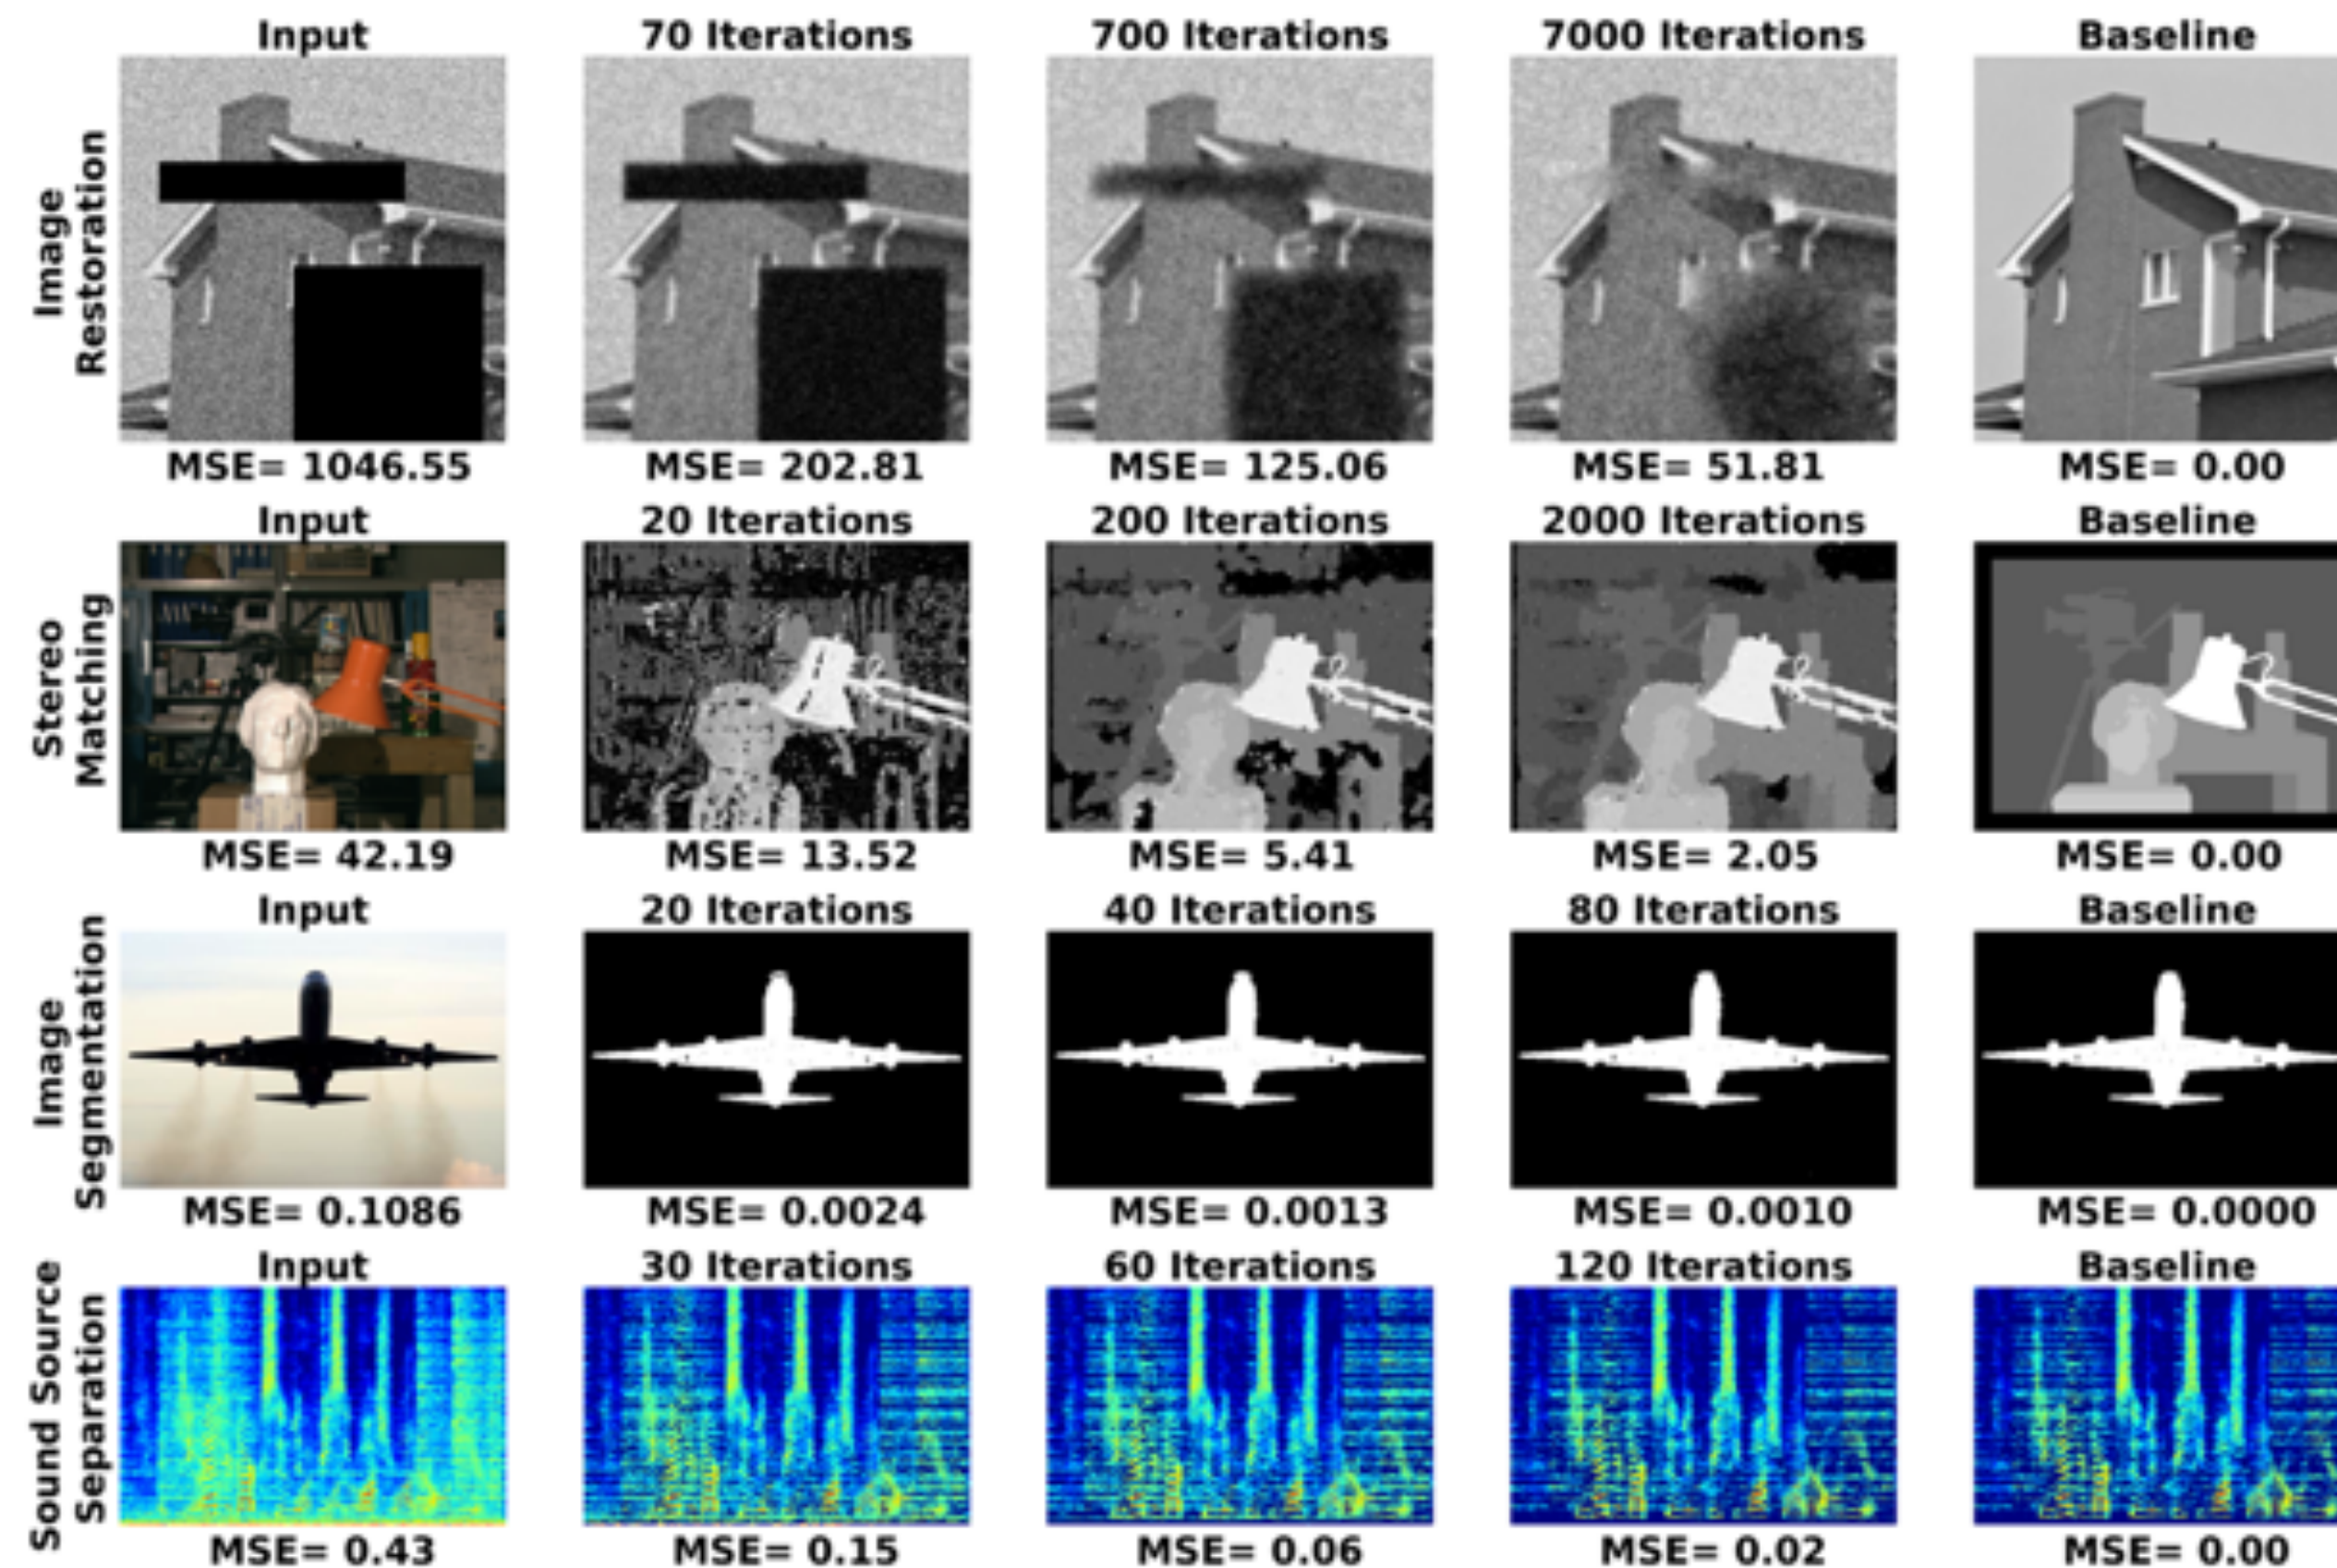 Input 70 Iterations 700 Iterations 7000 Iterations Baseline
Image
Restoration
MSE= 1046.55 MSE= 202.81 MSE= 125.06 MSE= 51.81 MSE= 0.00
Input 20 Iterations 200 Iterations 2000 Iterations Baseline
Stereo
Matching
MSE= 42.19 MSE= 13.52 MSE= 5.41 MSE= 2.05 MSE= 0.00
Input 20 Iterations 40 Iterations 80 Iterations Baseline
Image
Segmentation
MSE= 0.1086 MSE= 0.0024 MSE= 0.0013 MSE= 0.0010 MSE= 0.0000
Input 30 Iterations 60 Iterations 120 Iterations Baseline
Sound Source
Separation
MSE= 0.43 MSE= 0.15 MSE= 0.06 MSE= 0.02 MSE= 0.00